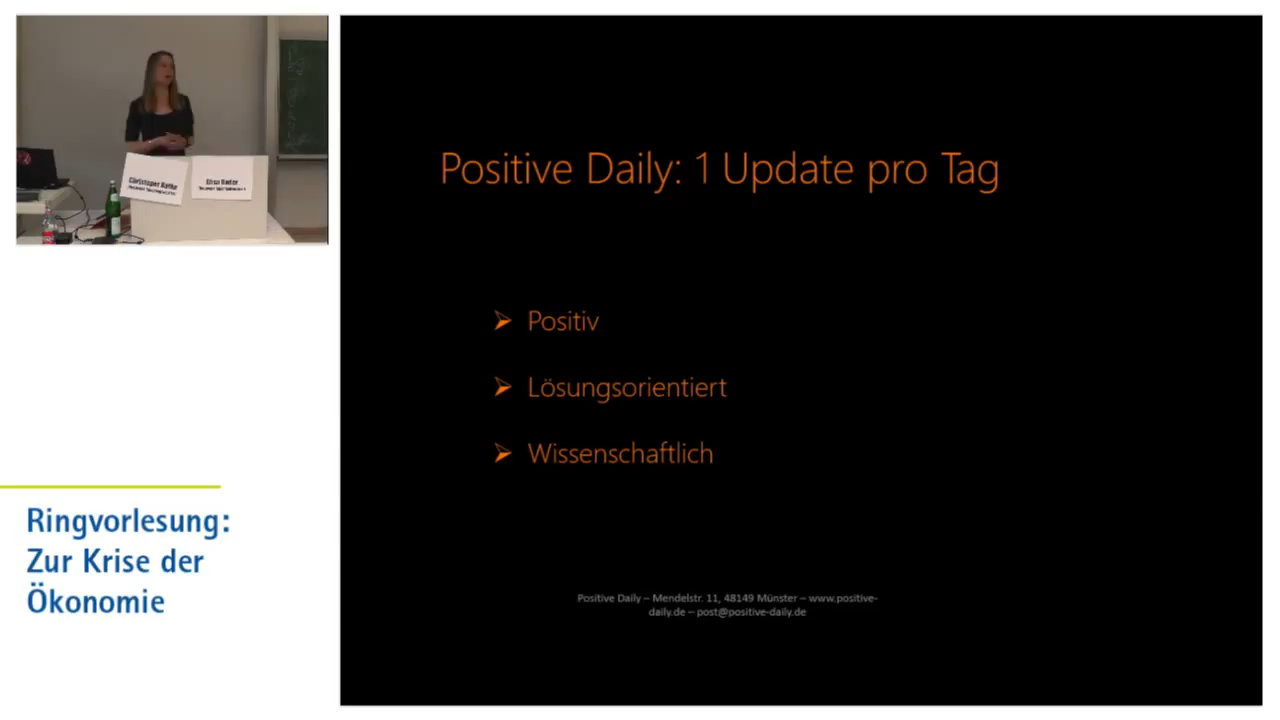 Positive Daily: 1 Update pro Tag
Positiv
Lösungsorientiert
Wissenschaftlich
Positive Daily – Mendelstr. 11, 48149 Münster – www.positive-
daily.de – post@positive-daily.de
Ringvorlesung:
Zur Krise der
Ökonomie